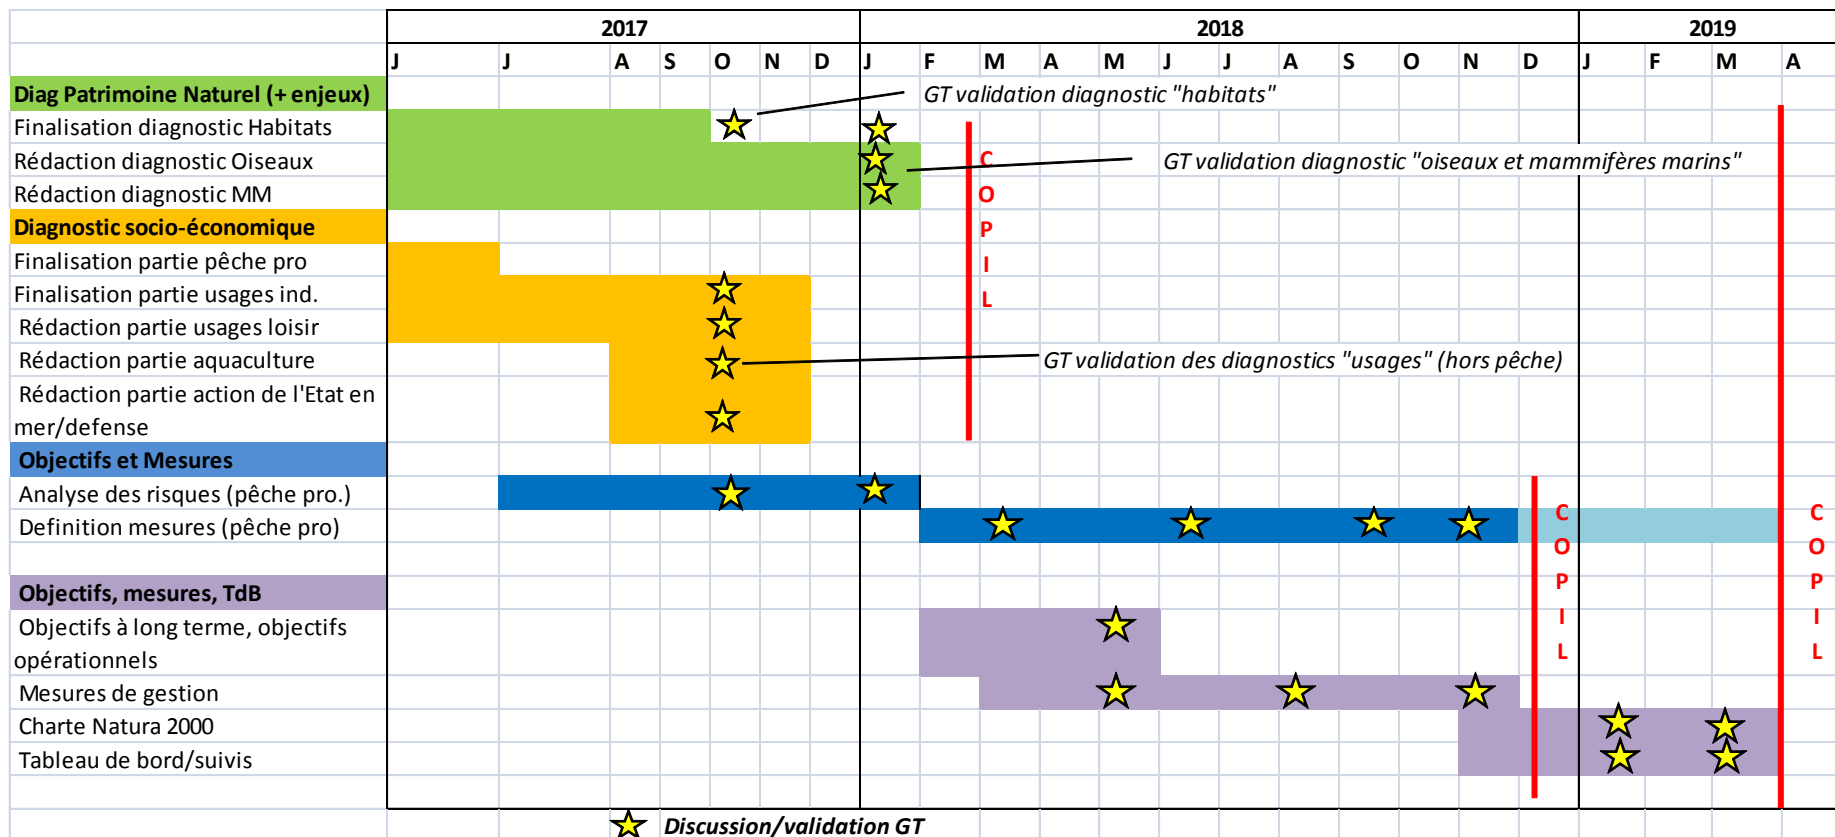 2017 2018 2019
J J A S O N D J F M A M J J A S O N D J F M A
Diag Patrimoine Naturel (+ enjeux)
GT validation diagnostic "habitats"
Finalisation diagnostic Habitats
Rédaction diagnostic Oiseaux
GT validation diagnostic "oiseaux et mammifères marins"
Rédaction diagnostic MM
C
O
P
I
L
Diagnostic socio-économique
Finalisation partie pêche pro
Finalisation partie usages ind.
Rédaction partie usages loisir
Rédaction partie aquaculture
GT validation des diagnostics "usages" (hors pêche)
Rédaction partie action de l'Etat en
mer/defense
Objectifs et Mesures
Analyse des risques (pêche pro.)
Definition mesures (pêche pro)
C
O
P
I
L
C
O
P
I
L
Objectifs, mesures, TdB
Objectifs à long terme, objectifs
opérationnels
Mesures de gestion
Charte Natura 2000
Tableau de bord/suivis
Discussion/validation GT